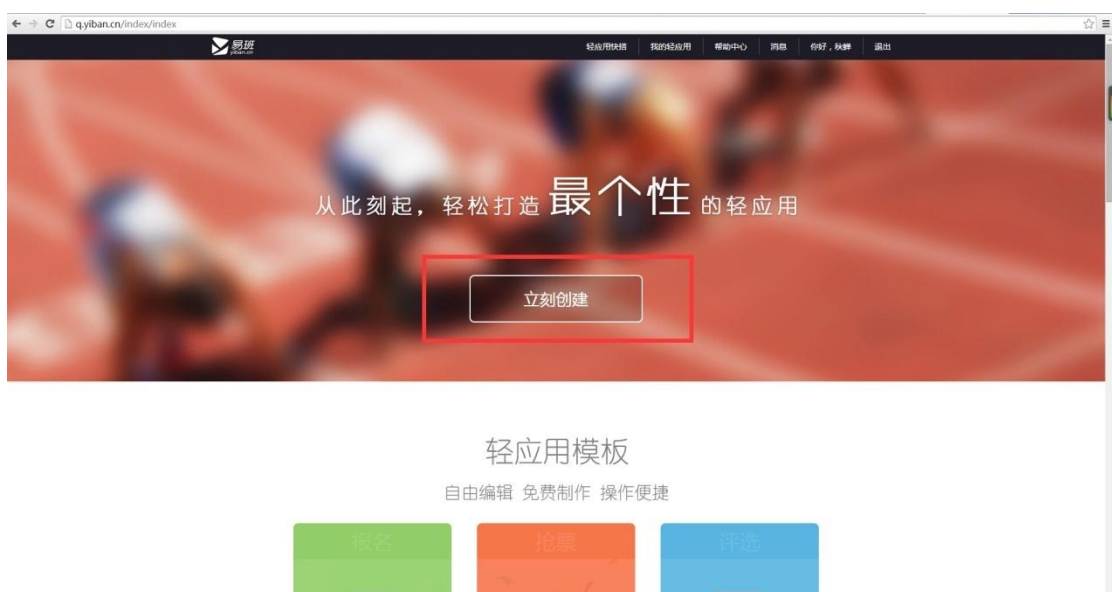 q.yiban.cn/index/index
易班
yiban.cn
轻应用快搭 我的轻应用 帮助中心 消息 你好，秋蝉 退出
从此刻起，轻松打造最个性的轻应用
立刻创建
轻应用模板
自由编辑 免费制作 操作便捷
报名 抢票 评选